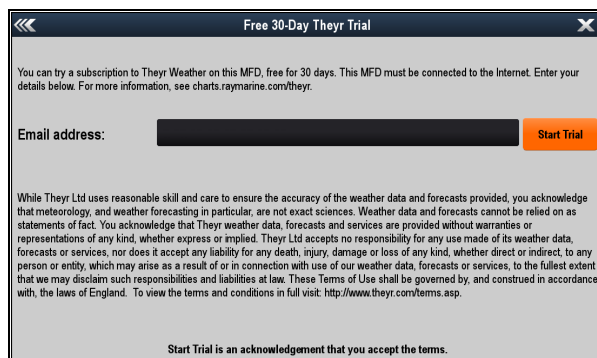 Free 30-Day Theyr Trial
You can try a subscription to Theyr Weather on this MFD, free for 30 days. This MFD must be connected to the Internet. Enter your
details below. For more information, see charts.raymarine.com/theyr.
Email address:
Start Trial
While Theyr Ltd uses reasonable skill and care to ensure the accuracy of the weather data and forecasts provided, you acknowledge
that meteorology, and weather forecasting in particular, are not exact sciences. Weather data and forecasts cannot be relied on as
statements of fact. You acknowledge that Theyr weather data, forecasts and services are provided without warranties or
representations of any kind, whether express or implied. Theyr Ltd accepts no responsibility for any use made of its weather data,
forecasts or services, nor does it accept any liability for any death, injury, damage or loss of any kind, whether direct or indirect, to any
person or entity, which may arise as a result of or in connection with use of our weather data, forecasts or services, to the fullest extent
that we may disclaim such responsibilities and liabilities at law. These Terms of Use shall be governed by, and construed in accordance
with, the laws of England. To view the terms and conditions in full visit: http://www.theyr.com/terms.asp.
Start Trial is an acknowledgement that you accept the terms.